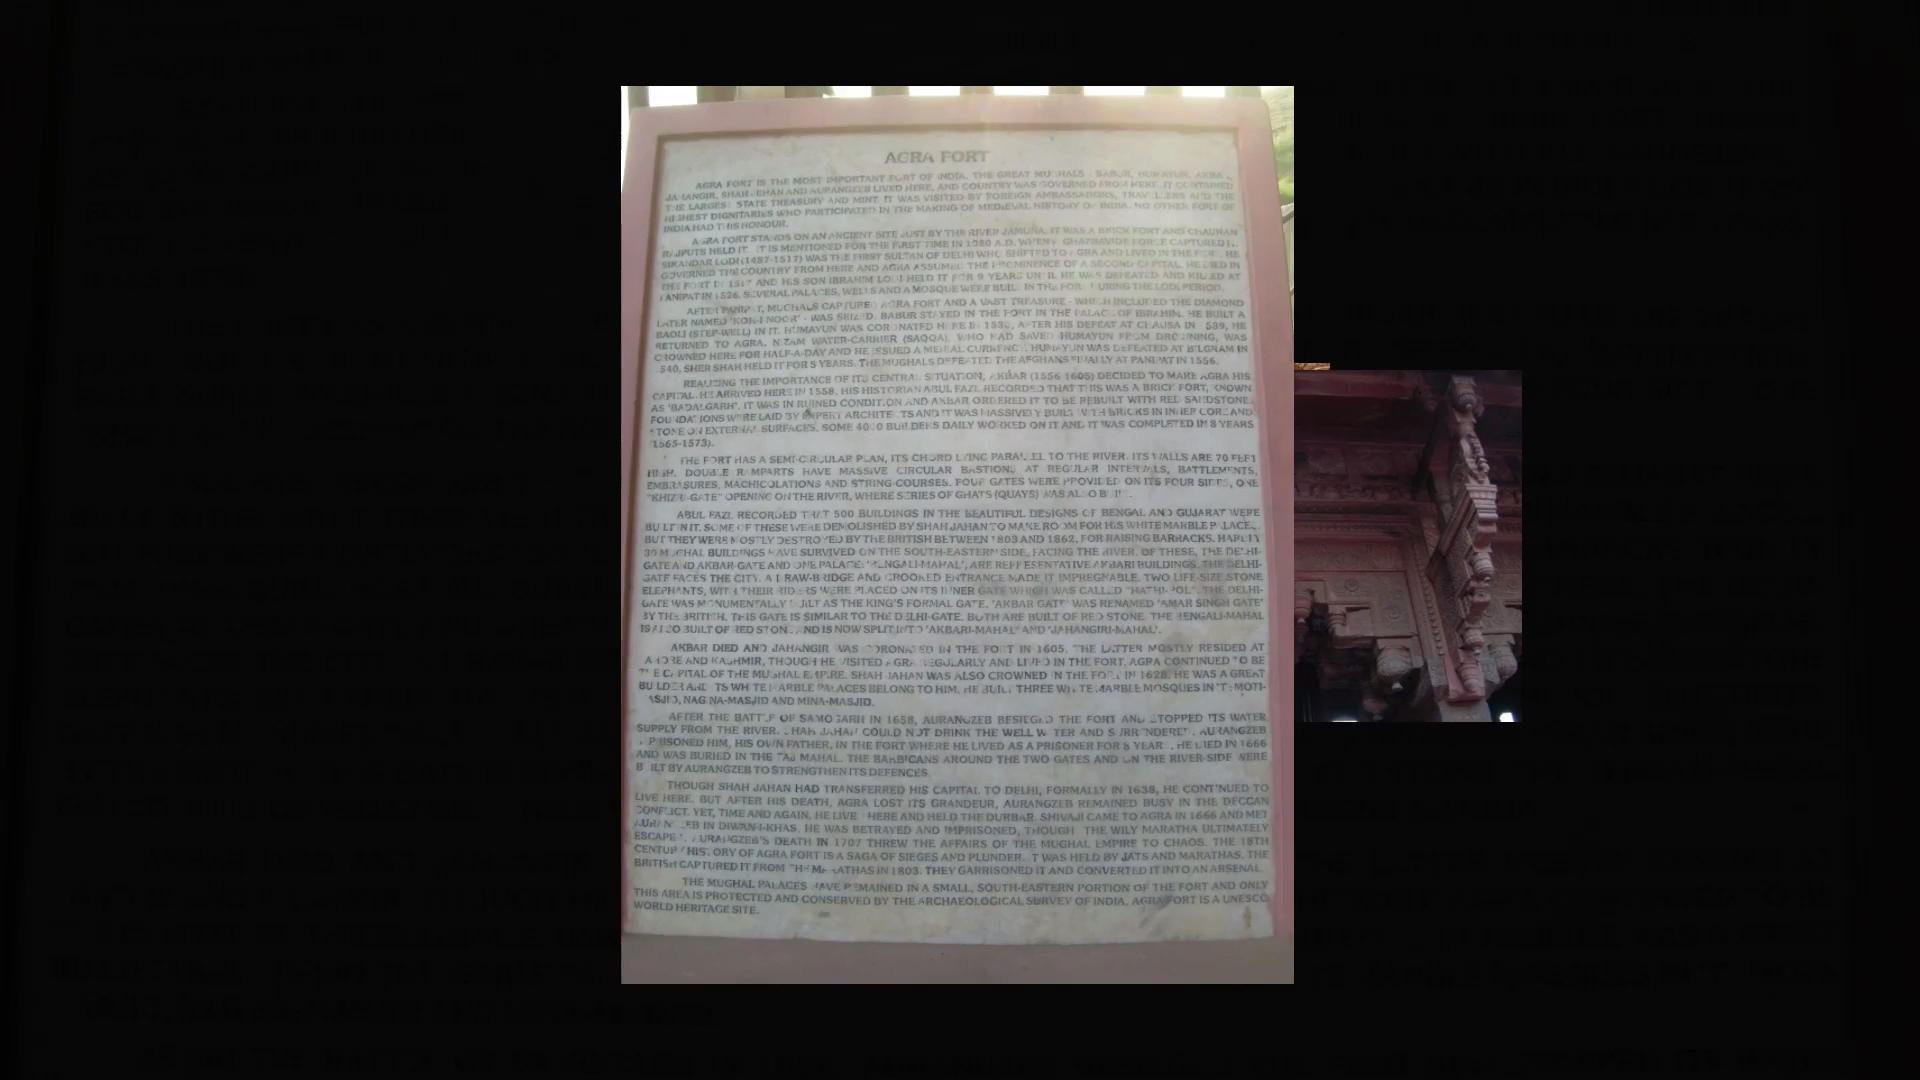 AGRA FORT
AGRA FORT IS THE MOST IMPORTANT FORT OF INDIA. THE GREAT MUGHALS - BABUR, HUMAYUN, AKBAR,
JAHANGIR, SHAH JEHAN AND AURANGZEB LIVED HERE, AND COUNTRY WAS GOVERNED FROM HERE. IT CONTAINED
THE LARGEST STATE TREASURY AND MINT. IT WAS VISITED BY FOREIGN AMBASSADORS, TRAVELLERS AND THE
HIGHEST DIGNITARIES WHO PARTICIPATED IN THE MAKING OF MEDIEVAL HISTORY OF INDIA. NO OTHER FORT OF
INDIA HAD THIS HONOUR.
AGRA FORT STANDS ON AN ANCIENT SITE JUST BY THE RIVER JAMUNA. IT WAS A BRICK FORT AND CHAUHAN
RAJPUTS HELD IT. IT IS MENTIONED FOR THE FIRST TIME IN 1080 A.D. WHEN A GHAZNAVIDE FORCE CAPTURED IT.
SIKANDAR LODI (1487-1517) WAS THE FIRST SULTAN OF DELHI WHO SHIFTED TO AGRA AND LIVED IN THE FORT. HE
GOVERNED THE COUNTRY FROM HERE AND AGRA ASSUMED THE PROMINENCE OF A SECOND CAPITAL. HE DIED IN
THE FORT IN 1517 AND HIS SON IBRAHIM LODI HELD IT FOR 9 YEARS UNTIL HE WAS DEFEATED AND KILLED AT
PANIPAT IN 1526. SEVERAL PALACES, WELLS AND A MOSQUE WERE BUILT IN THE FORT DURING THE LODI PERIOD.
AFTER PANIPAT, MUGHALS CAPTURED AGRA FORT AND A VAST TREASURE - WHICH INCLUDED THE DIAMOND
LATER NAMED 'KOH-I-NOOR' - WAS SEIZED. BABUR STAYED IN THE FORT IN THE PALACE OF IBRAHIM. HE BUILT A
BAOLI (STEP-WELL) IN IT. HUMAYUN WAS CORONATED HERE IN 1530. AFTER HIS DEFEAT AT CHAUSA IN 1539, HE
RETURNED TO AGRA. NIZAM WATER-CARRIER (SAQQA), WHO HAD SAVED HUMAYUN FROM DROWNING, WAS
CROWNED HERE FOR HALF-A-DAY AND HE ISSUED A METAL CURRENCY. HUMAYUN WAS DEFEATED AT BILGRAM IN
1540, SHER SHAH HELD IT FOR 5 YEARS. THE MUGHALS DEFEATED THE AFGHANS FINALLY AT PANIPAT IN 1556.
REALIZING THE IMPORTANCE OF ITS CENTRAL SITUATION, AKBAR (1556-1605) DECIDED TO MAKE AGRA HIS
CAPITAL. HE ARRIVED HERE IN 1558. HIS HISTORIAN ABUL FAZL RECORDED THAT THIS WAS A BRICK FORT, KNOWN
AS 'BADALGARH'. IT WAS IN RUINED CONDITION AND AKBAR ORDERED IT TO BE REBUILT WITH RED SANDSTONE.
FOUNDATIONS WERE LAID BY EXPERT ARCHITECTS AND IT WAS MASSIVELY BUILT WITH BRICKS IN INNER CORE AND
STONE ON EXTERNAL SURFACES. SOME 4000 BUILDERS DAILY WORKED ON IT AND IT WAS COMPLETED IN 8 YEARS
(1565-1573).
THE FORT HAS A SEMI-CIRCULAR PLAN, ITS CHORD LYING PARALLEL TO THE RIVER. ITS WALLS ARE 70 FEET
HIGH. DOUBLE RAMPARTS HAVE MASSIVE CIRCULAR BASTIONS AT REGULAR INTERVALS, BATTLEMENTS,
EMBRASURES, MACHICOLATIONS AND STRING-COURSES. FOUR GATES WERE PROVIDED ON ITS FOUR SIDES, ONE
"KHIZRI-GATE" OPENING ON THE RIVER, WHERE SERIES OF GHATS (QUAYS) WAS ALSO BUILT.
ABUL FAZL RECORDED THAT 500 BUILDINGS IN THE BEAUTIFUL DESIGNS OF BENGAL AND GUJARAT WERE
BUILT IN IT. SOME OF THESE WERE DEMOLISHED BY SHAH JAHAN TO MAKE ROOM FOR HIS WHITE MARBLE PALACES.
BUT THEY WERE MOSTLY DESTROYED BY THE BRITISH BETWEEN 1803 AND 1862, FOR RAISING BARRACKS. HARDLY
30 MUGHAL BUILDINGS HAVE SURVIVED ON THE SOUTH-EASTERN SIDE, FACING THE RIVER. OF THESE, THE DELHI-
GATE AND AKBAR-GATE AND ONE PALACE: 'BENGALI-MAHAL', ARE REPRESENTATIVE AKBARI BUILDINGS. THE DELHI-
GATE FACES THE CITY. A DRAW-BRIDGE AND CROOKED ENTRANCE MADE IT IMPREGNABLE. TWO LIFE-SIZE STONE
ELEPHANTS, WITH THEIR RIDERS WERE PLACED ON ITS INNER GATE WHICH WAS CALLED "HATHI-POL". THE DELHI-
GATE WAS MONUMENTALLY BUILT AS THE KING'S FORMAL GATE. 'AKBAR GATE' WAS RENAMED 'AMAR SINGH GATE'
BY THE BRITISH. THIS GATE IS SIMILAR TO THE DELHI-GATE. BOTH ARE BUILT OF RED STONE. THE BENGALI-MAHAL
IS ALSO BUILT OF RED STONE AND IS NOW SPLIT INTO 'AKBARI-MAHAL' AND 'JAHANGIRI-MAHAL'.
AKBAR DIED AND JAHANGIR WAS CORONATED IN THE FORT IN 1605. THE LATTER MOSTLY RESIDED AT
LAHORE AND KASHMIR, THOUGH HE VISITED AGRA REGULARLY AND LIVED IN THE FORT. AGRA CONTINUED TO BE
THE CAPITAL OF THE MUGHAL EMPIRE. SHAH JAHAN WAS ALSO CROWNED IN THE FORT IN 1628. HE WAS A GREAT
BUILDER AND ITS WHITE MARBLE PALACES BELONG TO HIM. HE BUILT THREE WHITE MARBLE MOSQUES IN IT: MOTI-
MASJID, NAGINA-MASJID AND MINA-MASJID.
AFTER THE BATTLE OF SAMOGARH IN 1658, AURANGZEB BESIEGED THE FORT AND STOPPED ITS WATER
SUPPLY FROM THE RIVER. SHAH JAHAN COULD NOT DRINK THE WELL WATER AND SURRENDERED. AURANGZEB
IMPRISONED HIM, HIS OWN FATHER, IN THE FORT WHERE HE LIVED AS A PRISONER FOR 8 YEARS. HE DIED IN 1666
AND WAS BURIED IN THE TAJ MAHAL. THE BARBICANS AROUND THE TWO GATES AND ON THE RIVER-SIDE WERE
BUILT BY AURANGZEB TO STRENGTHEN ITS DEFENCES.
THOUGH SHAH JAHAN HAD TRANSFERRED HIS CAPITAL TO DELHI, FORMALLY IN 1638, HE CONTINUED TO
LIVE HERE. BUT AFTER HIS DEATH, AGRA LOST ITS GRANDEUR, AURANGZEB REMAINED BUSY IN THE DECCAN
CONFLICT. YET, TIME AND AGAIN, HE LIVED HERE AND HELD THE DURBAR. SHIVAJI CAME TO AGRA IN 1666 AND MET
AURANGZEB IN DIWAN-I-KHAS. HE WAS BETRAYED AND IMPRISONED, THOUGH THE WILY MARATHA ULTIMATELY
ESCAPED. AURANGZEB'S DEATH IN 1707 THREW THE AFFAIRS OF THE MUGHAL EMPIRE TO CHAOS. THE 18TH
CENTURY HISTORY OF AGRA FORT IS A SAGA OF SIEGES AND PLUNDER. IT WAS HELD BY JATS AND MARATHAS. THE
BRITISH CAPTURED IT FROM THE MARATHAS IN 1803. THEY GARRISONED IT AND CONVERTED IT INTO AN ARSENAL.
THE MUGHAL PALACES HAVE REMAINED IN A SMALL, SOUTH-EASTERN PORTION OF THE FORT AND ONLY
THIS AREA IS PROTECTED AND CONSERVED BY THE ARCHAEOLOGICAL SURVEY OF INDIA. AGRA FORT IS A UNESCO
WORLD HERITAGE SITE.